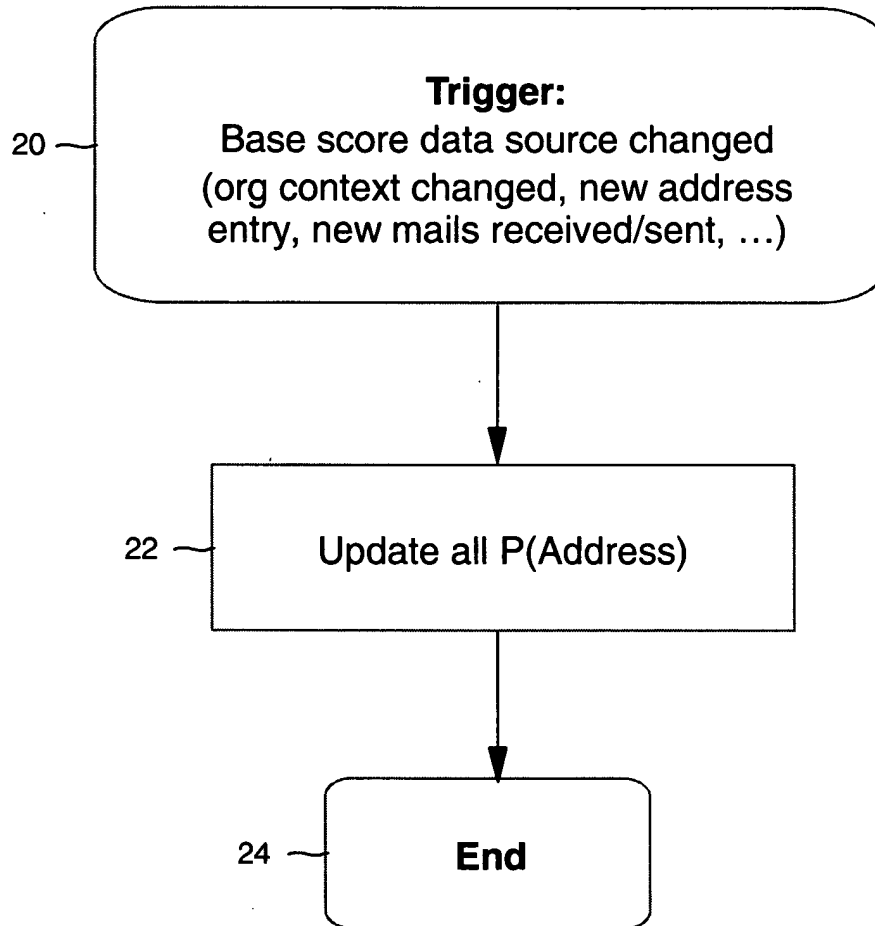 Trigger:
20
Base score data source changed
(org context changed, new address
entry, new mails received/sent, …)
22
Update all P(Address)
24
End